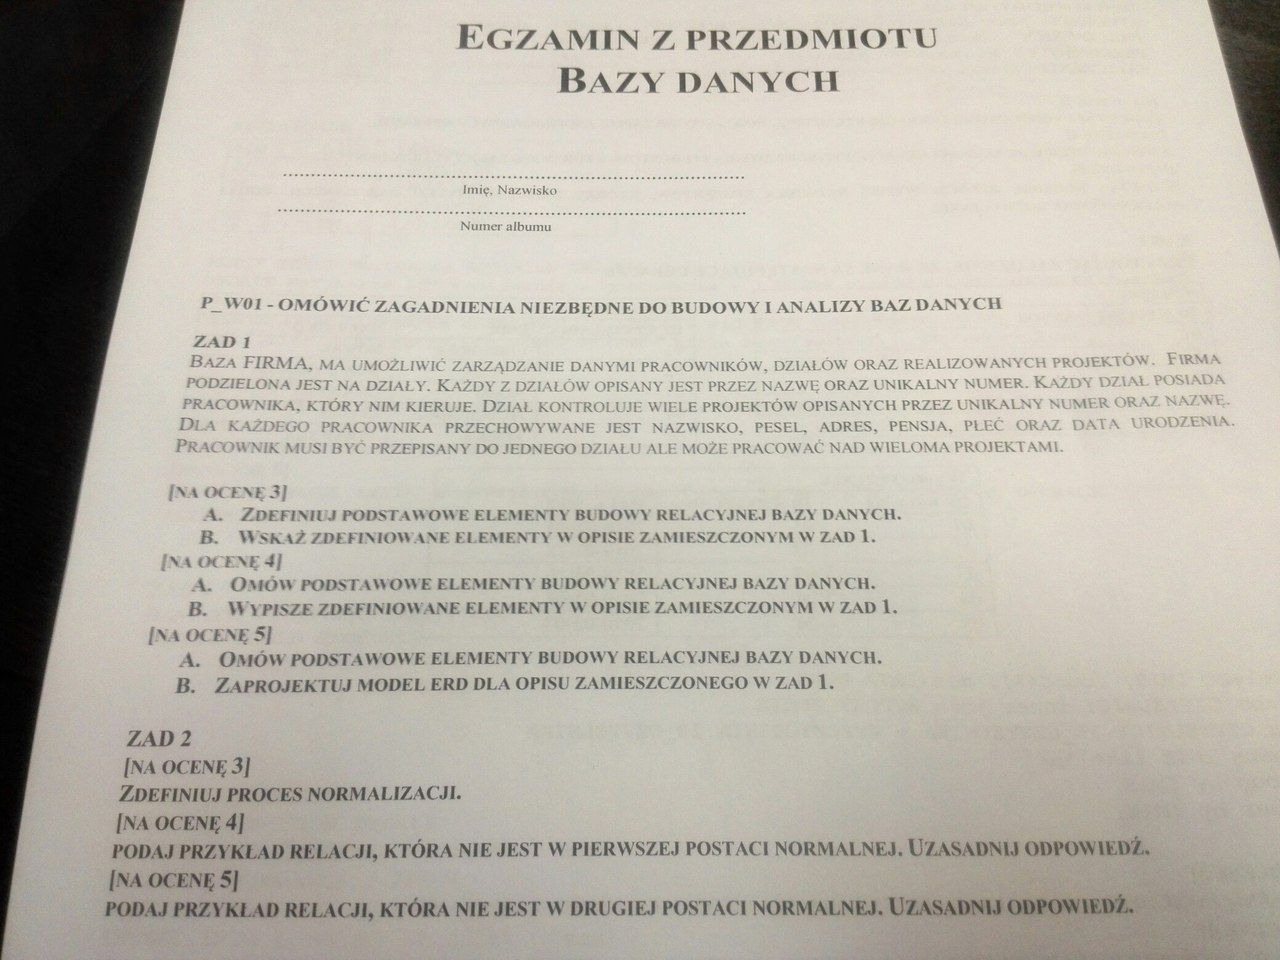 EGZAMIN Z PRZEDMIOTU
BAZY DANYCH
Imię, Nazwisko
Numer albumu
P_W01 - OMÓWIĆ ZAGADNIENIA NIEZBĘDNE DO BUDOWY I ANALIZY BAZ DANYCH
ZAD 1
BAZA FIRMA, MA UMOŻLIWIĆ ZARZĄDZANIE DANYMI PRACOWNIKÓW, DZIAŁÓW ORAZ REALIZOWANYCH PROJEKTÓW. FIRMA
PODZIELONA JEST NA DZIAŁY. KAŻDY Z DZIAŁÓW OPISANY JEST PRZEZ NAZWĘ ORAZ UNIKALNY NUMER. KAŻDY DZIAŁ POSIADA
PRACOWNIKA, KTÓRY NIM KIERUJE. DZIAŁ KONTROLUJE WIELE PROJEKTÓW OPISANYCH PRZEZ UNIKALNY NUMER ORAZ NAZWĘ.
DLA KAŻDEGO PRACOWNIKA PRZECHOWYWANE JEST NAZWISKO, PESEL, ADRES, PENSJA, PŁEĆ ORAZ DATA URODZENIA.
PRACOWNIK MUSI BYĆ PRZEPISANY DO JEDNEGO DZIAŁU ALE MOŻE PRACOWAĆ NAD WIELOMA PROJEKTAMI.
[NA OCENĘ 3]
A. ZDEFINIUJ PODSTAWOWE ELEMENTY BUDOWY RELACYJNEJ BAZY DANYCH.
B. WSKAŻ ZDEFINIOWANE ELEMENTY W OPISIE ZAMIESZCZONYM W ZAD 1.
[NA OCENĘ 4]
A. OMÓW PODSTAWOWE ELEMENTY BUDOWY RELACYJNEJ BAZY DANYCH.
B. WYPISZE ZDEFINIOWANE ELEMENTY W OPISIE ZAMIESZCZONYM W ZAD 1.
[NA OCENĘ 5]
A. OMÓW PODSTAWOWE ELEMENTY BUDOWY RELACYJNEJ BAZY DANYCH.
B. ZAPROJEKTUJ MODEL ERD DLA OPISU ZAMIESZCZONEGO W ZAD 1.
ZAD 2
[NA OCENĘ 3]
ZDEFINIUJ PROCES NORMALIZACJI.
[NA OCENĘ 4]
PODAJ PRZYKŁAD RELACJI, KTÓRA NIE JEST W PIERWSZEJ POSTACI NORMALNEJ. UZASADNIJ ODPOWIEDŹ.
[NA OCENĘ 5]
PODAJ PRZYKŁAD RELACJI, KTÓRA NIE JEST W DRUGIEJ POSTACI NORMALNEJ. UZASADNIJ ODPOWIEDŹ.